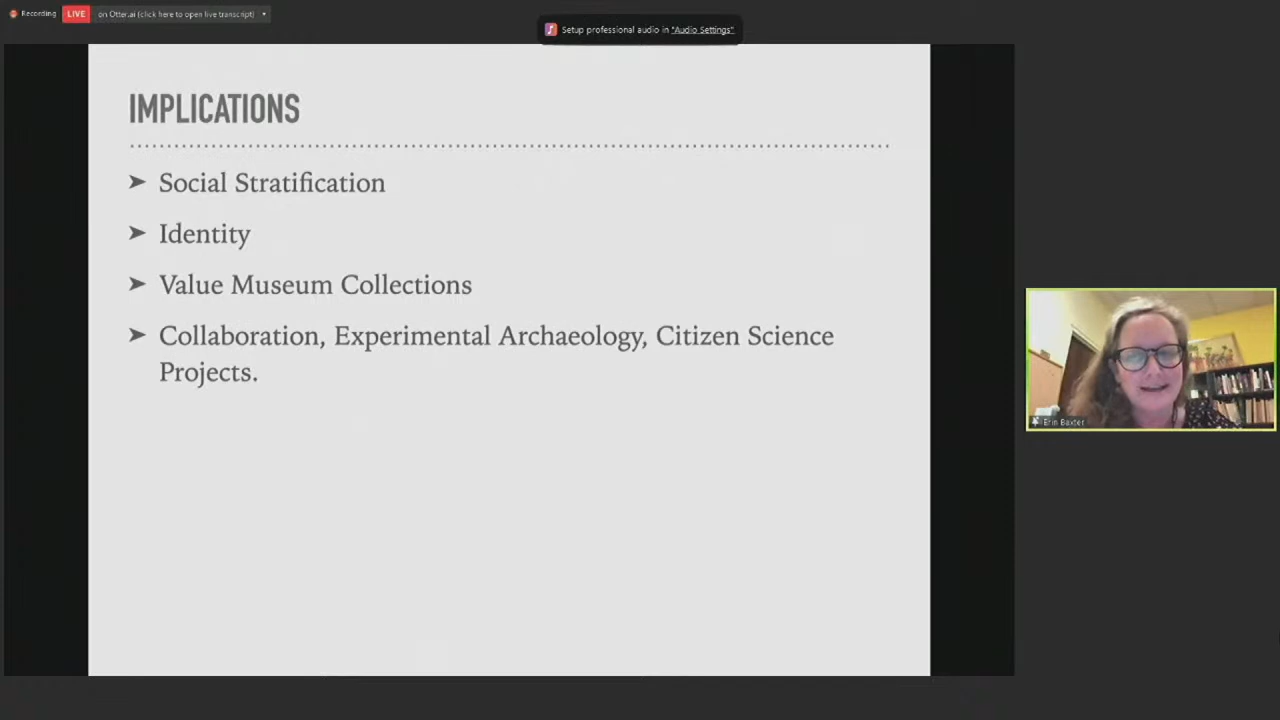 Recording LIVE on Otter.ai (click here to open live transcript)
Setup professional audio in "Audio Settings"
IMPLICATIONS
➤ Social Stratification
➤ Identity
➤ Value Museum Collections
➤ Collaboration, Experimental Archaeology, Citizen Science
Projects.
Erin Baxter